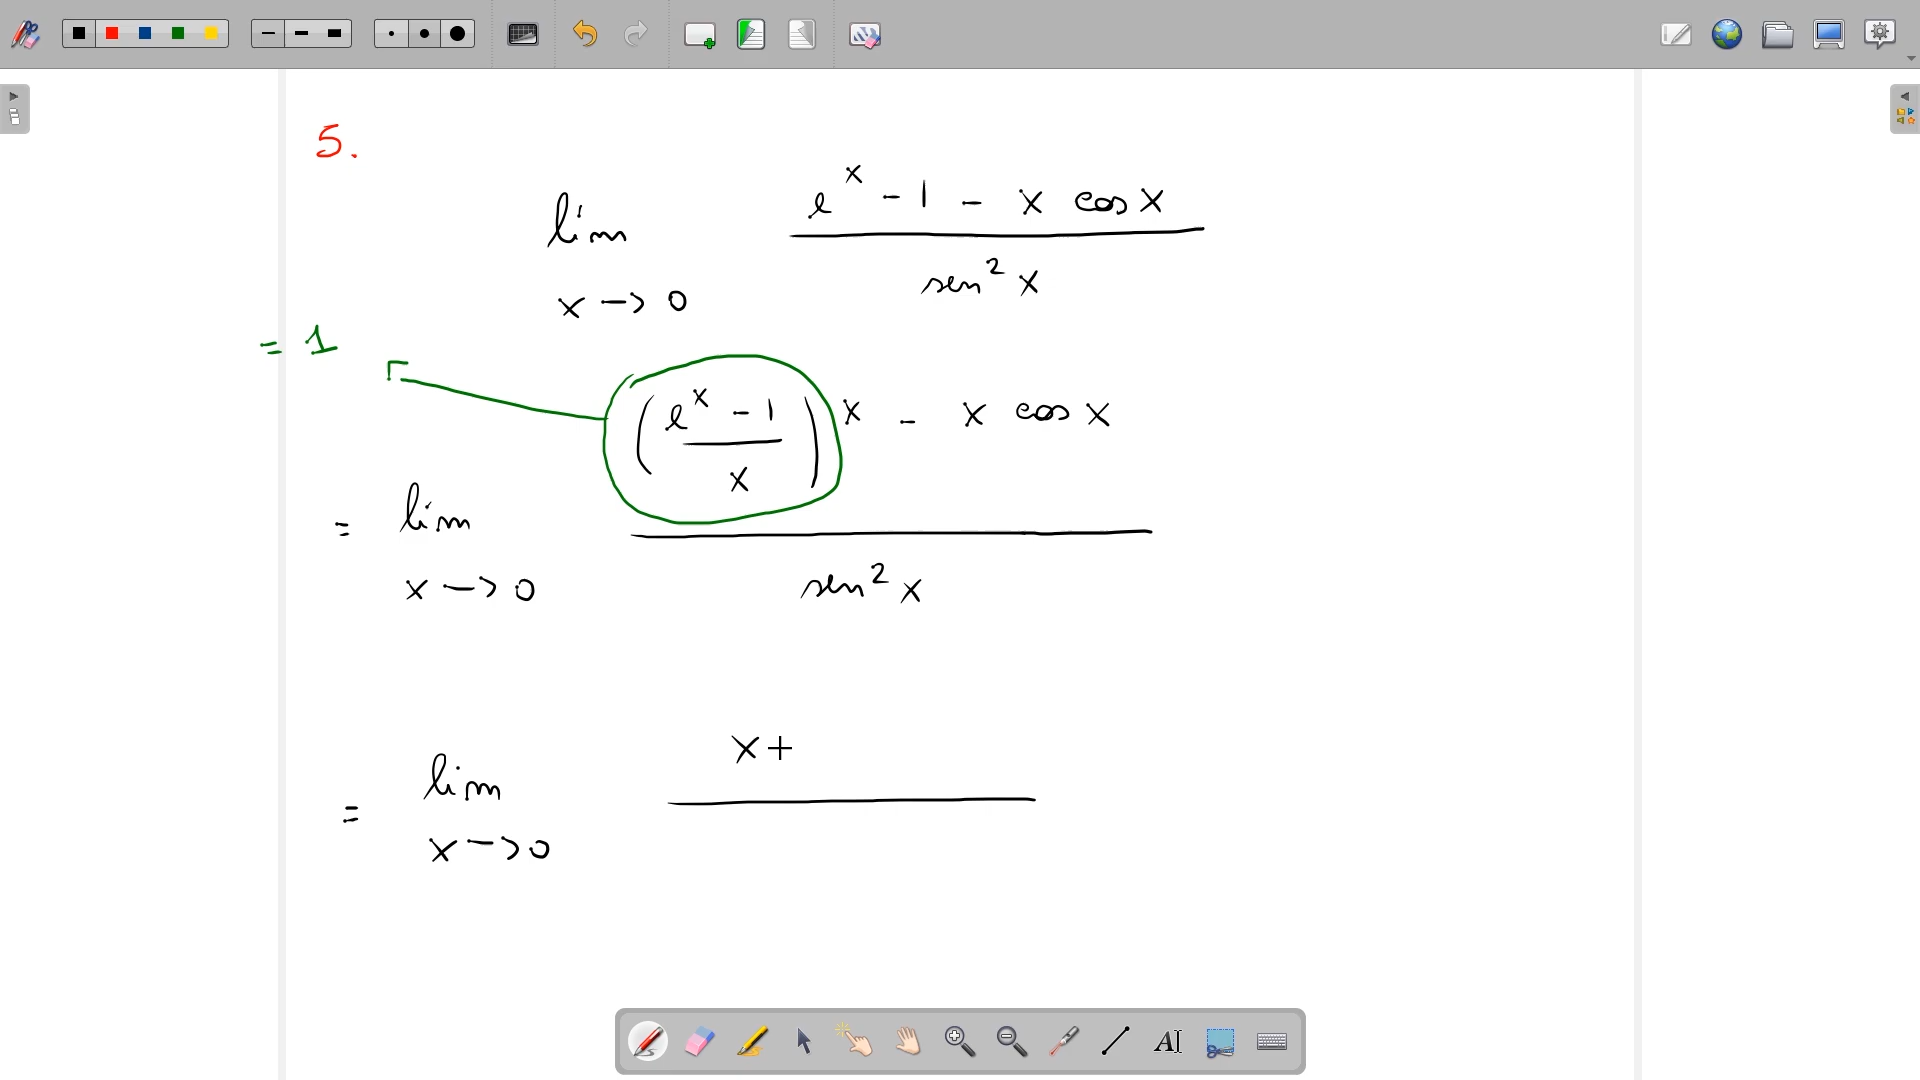 5.
lim x → 0 (e^x - 1 - x cos x) / (sen^2 x)
= 1
= lim x → 0 (((e^x - 1) / x) x - x cos x) / (sen^2 x)
= lim x → 0 x +